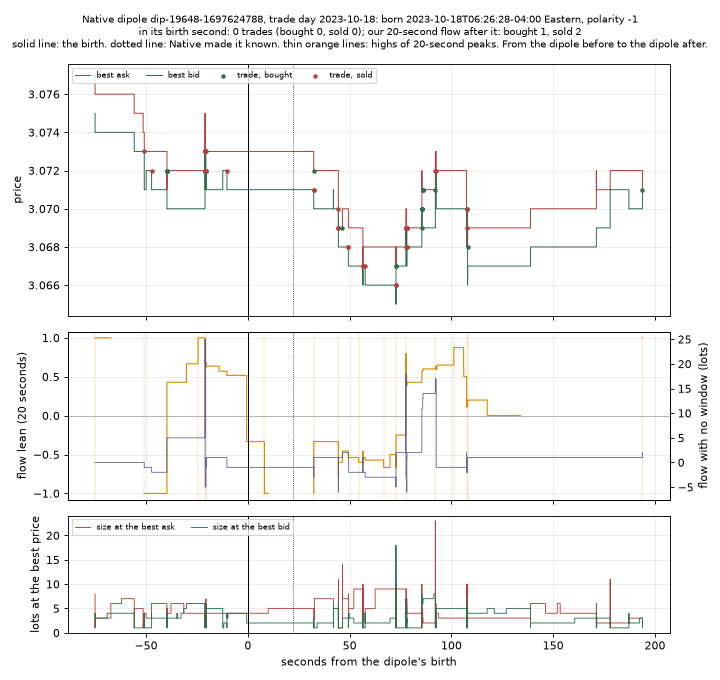 Native dipole dip-19648-1697624788, trade day 2023-10-18: born 2023-10-18T06:26:28-04:00 Eastern, polarity -1
in its birth second: 0 trades (bought 0, sold 0); our 20-second flow after it: bought 1, sold 2
solid line: the birth. dotted line: Native made it known. thin orange lines: highs of 20-second peaks. From the dipole before to the dipole after.
best ask best bid trade, bought trade, sold
3.076
3.074
3.072
3.070
3.068
3.066
price
1.0
0.5
0.0
−0.5
−1.0
flow lean (20 seconds)
25
20
15
10
5
0
−5
flow with no window (lots)
size at the best ask size at the best bid
20
15
10
5
0
lots at the best price
−50 0 50 100 150 200
seconds from the dipole's birth